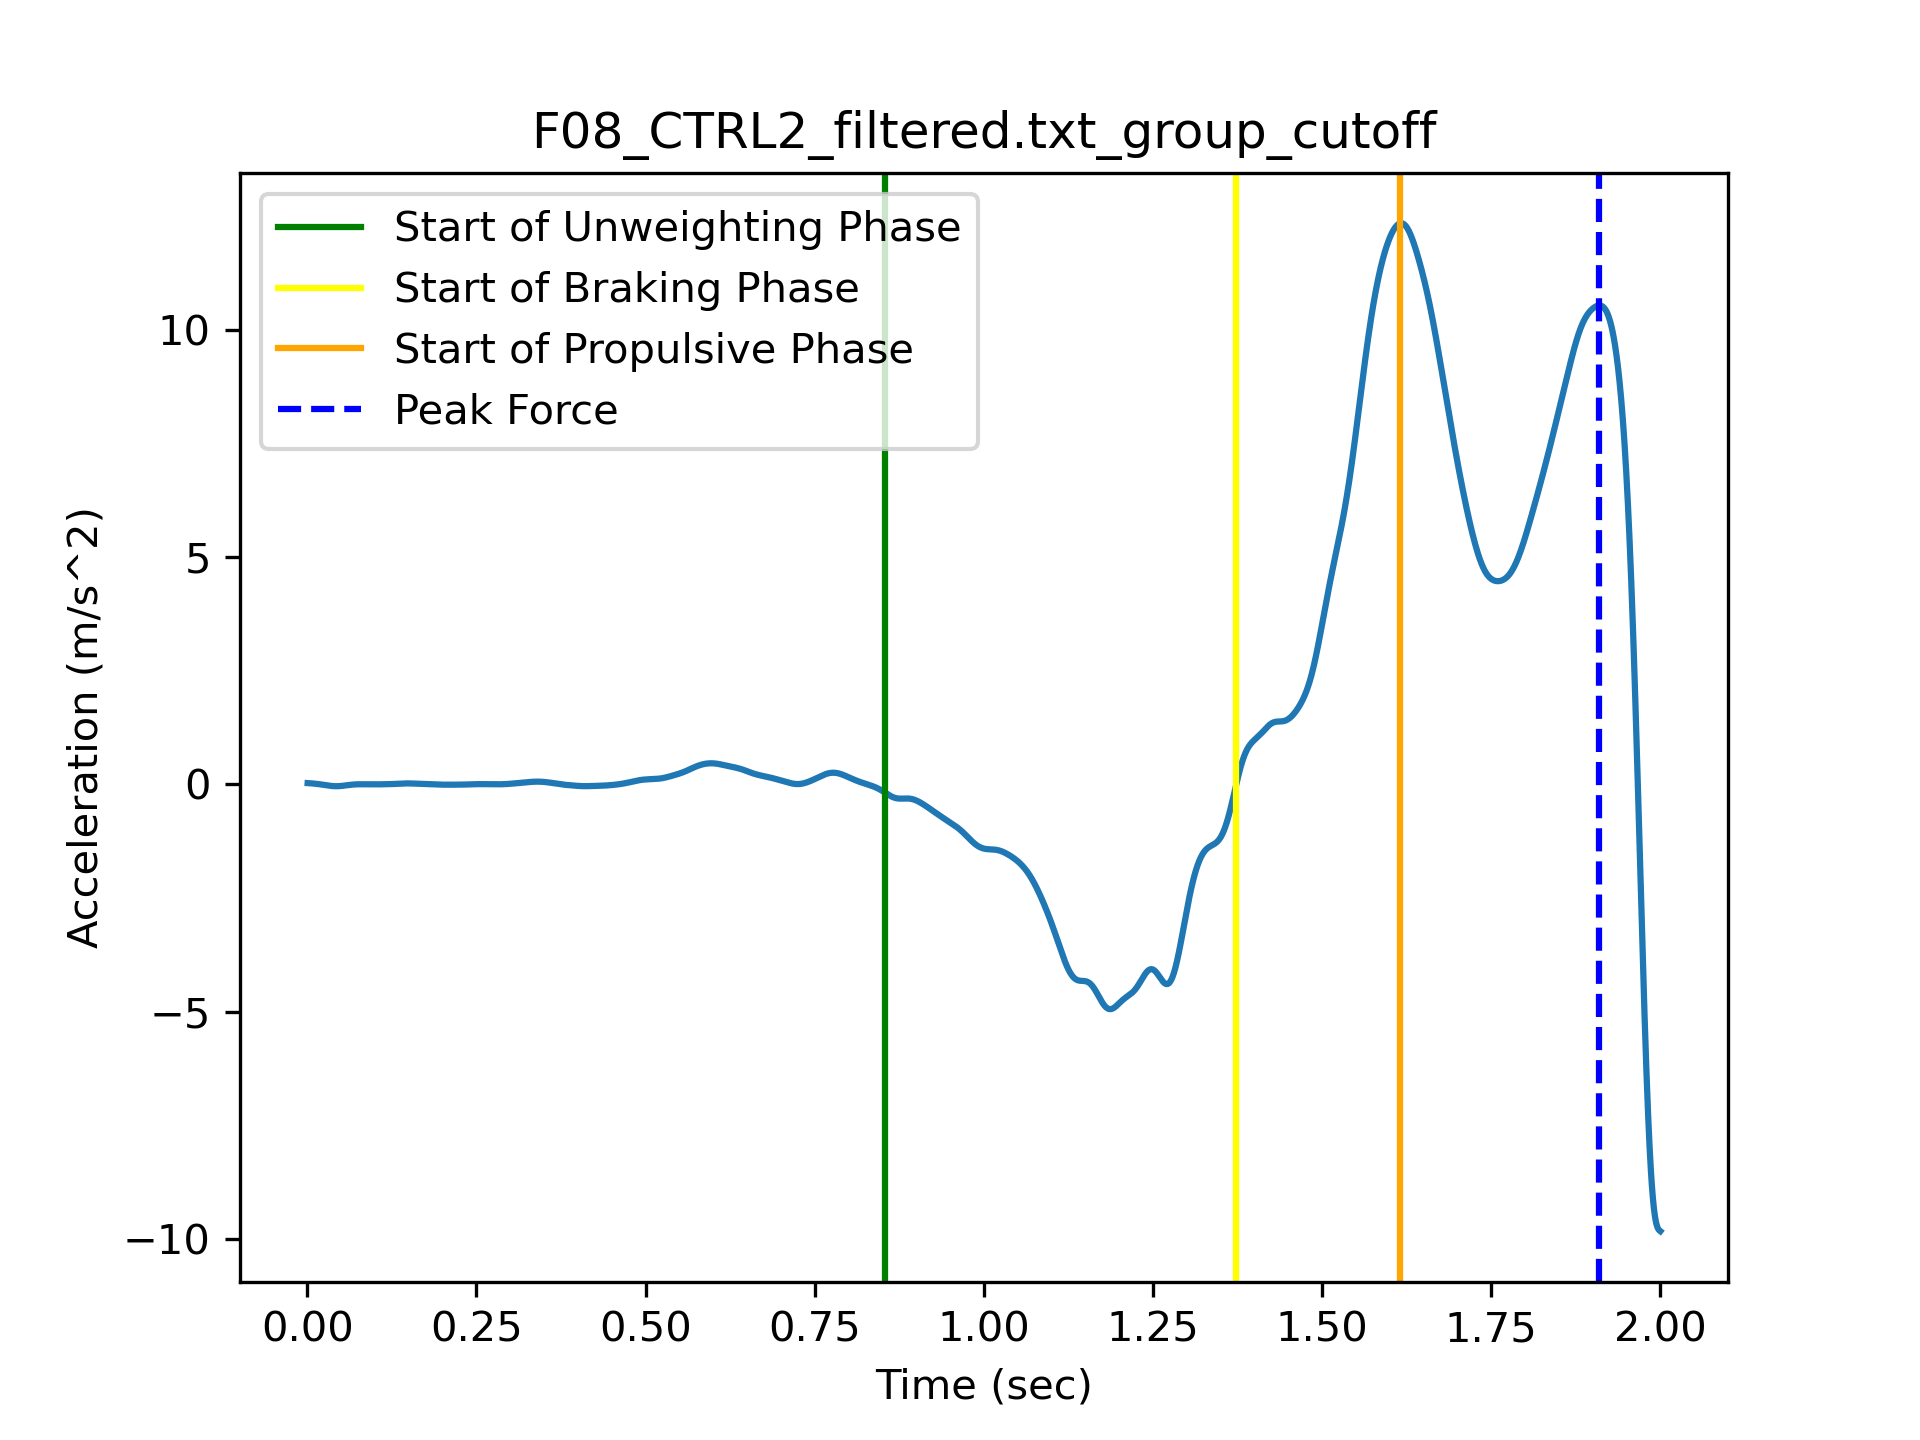 F08_CTRL2_filtered.txt_group_cutoff
Start of Unweighting Phase
Start of Braking Phase
Start of Propulsive Phase
Peak Force
Acceleration (m/s^2)
10
5
0
−5
−10
0.00 0.25 0.50 0.75 1.00 1.25 1.50 1.75 2.00
Time (sec)